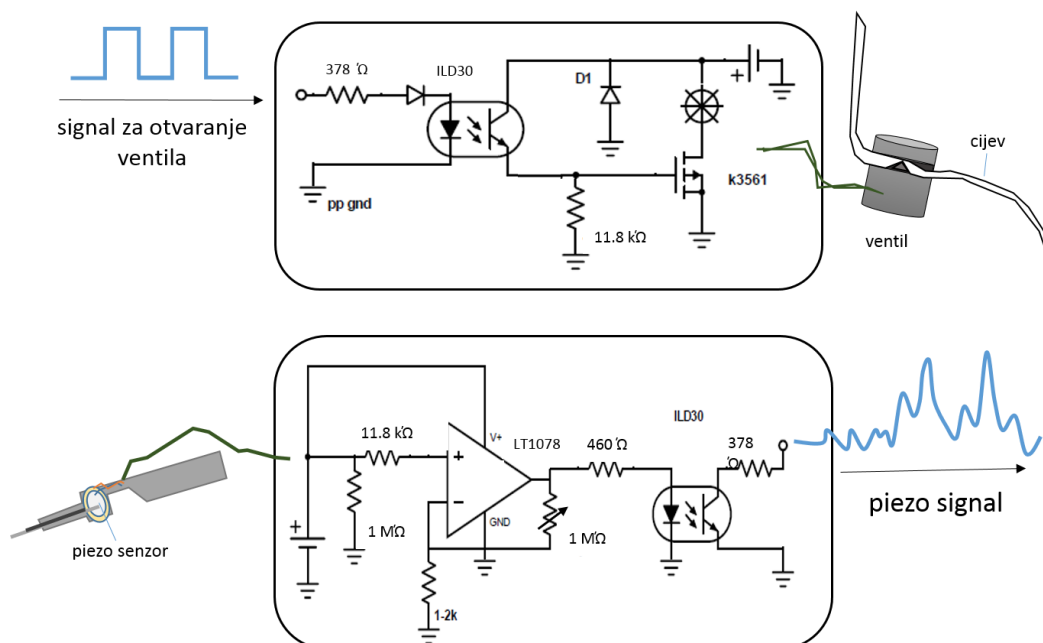 378 Ώ
ILD30
D1
+
signal za otvaranje
ventila
pp gnd
11.8 kΏ
k3561
cijev
ventil
ILD30
11.8 kΏ
V+
LT1078
460 Ώ
378
Ώ
+
−
GND
+
1 MΏ
1 MΏ
1-2k
piezo senzor
piezo signal